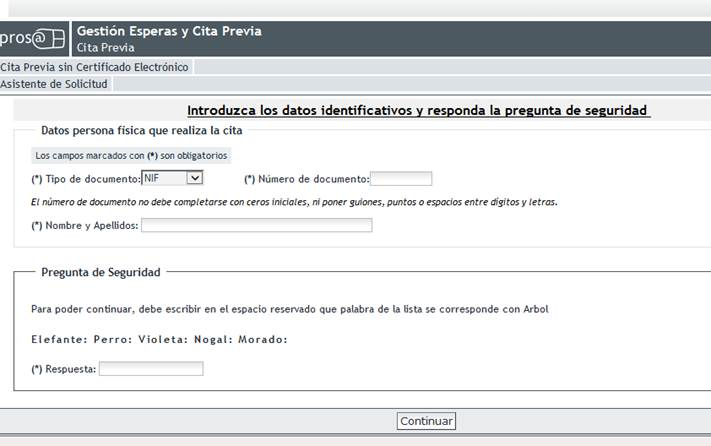 pros@
Gestión Esperas y Cita Previa
Cita Previa
Cita Previa sin Certificado Electrónico
Asistente de Solicitud
Introduzca los datos identificativos y responda la pregunta de seguridad
Datos persona física que realiza la cita
Los campos marcados con (*) son obligatorios
(*) Tipo de documento: NIF (*) Número de documento:
El número de documento no debe completarse con ceros iniciales, ni poner guiones, puntos o espacios entre dígitos y letras.
(*) Nombre y Apellidos:
Pregunta de Seguridad
Para poder continuar, debe escribir en el espacio reservado que palabra de la lista se corresponde con Arbol
Elefante: Perro: Violeta: Nogal: Morado:
(*) Respuesta:
Continuar